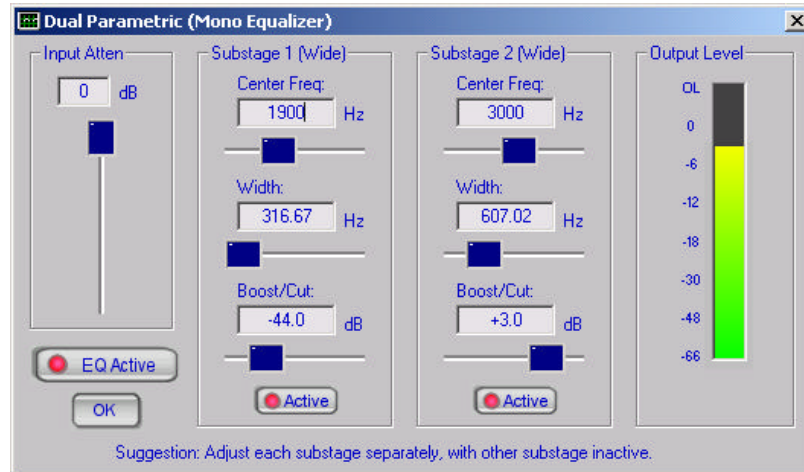 Dual Parametric (Mono Equalizer)
Input Atten
0 dB
EQ Active
OK
Substage 1 (Wide)
Center Freq:
1900 Hz
Width:
316.67 Hz
Boost/Cut:
-44.0 dB
Active
Substage 2 (Wide)
Center Freq:
3000 Hz
Width:
607.02 Hz
Boost/Cut:
+3.0 dB
Active
Output Level
OL
0
-6
-12
-18
-30
-48
-66
Suggestion: Adjust each substage separately, with other substage inactive.